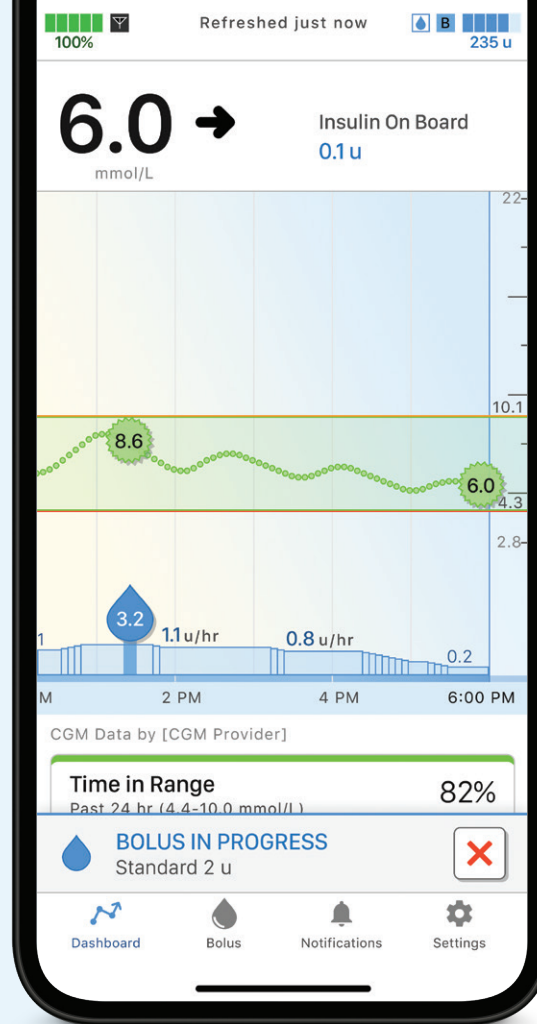 Refreshed just now
B
100%
235 u
6.0
mmol/L
Insulin On Board
0.1 u
22
10.1
8.6
6.0
4.3
2.8
3.2
1
1.1 u/hr
0.8 u/hr
0.2
M
2 PM
4 PM
6:00 PM
CGM Data by [CGM Provider]
Time in Range
82%
Past 24 hr (4.4-10.0 mmol/L)
BOLUS IN PROGRESS
Standard 2 u
Dashboard
Bolus
Notifications
Settings